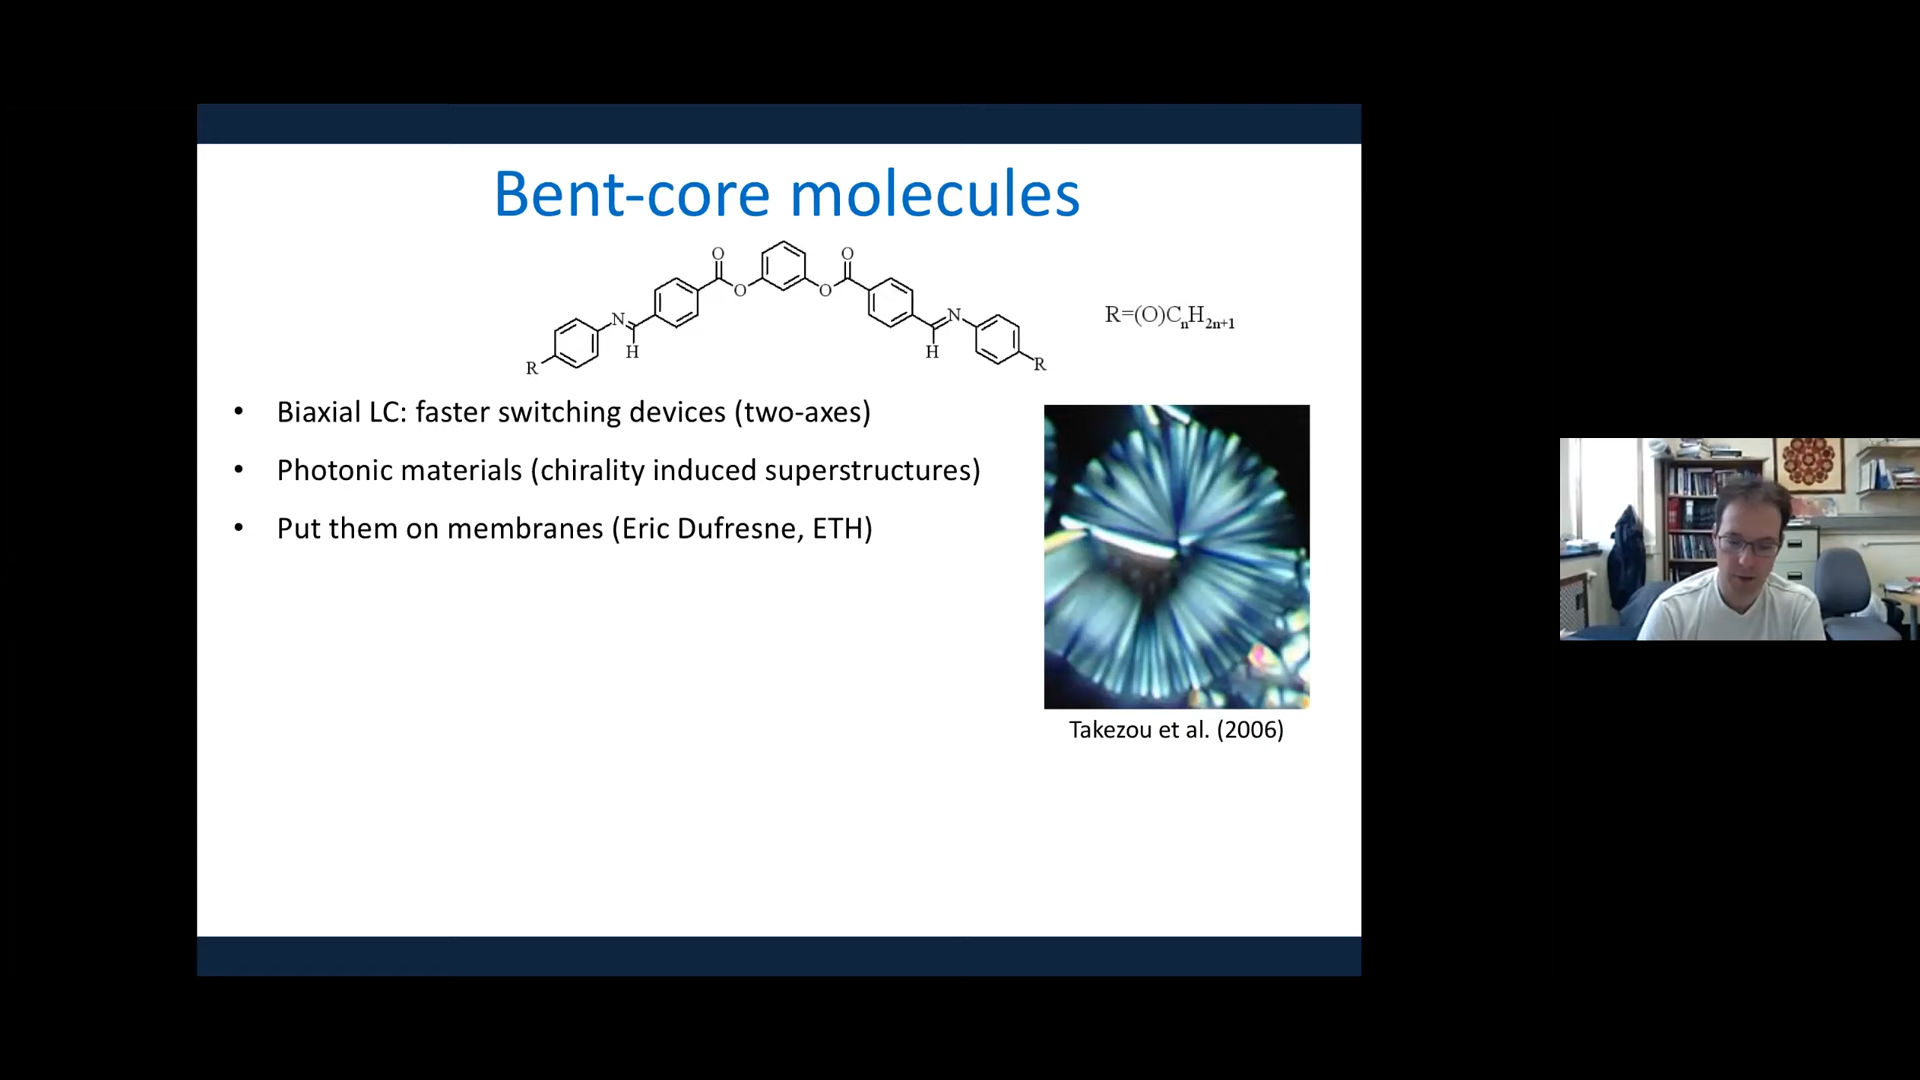 Bent-core molecules
O O
O O
N N
H H
R R
R=(O)CnH2n+1
• Biaxial LC: faster switching devices (two-axes)
• Photonic materials (chirality induced superstructures)
• Put them on membranes (Eric Dufresne, ETH)
Takezou et al. (2006)